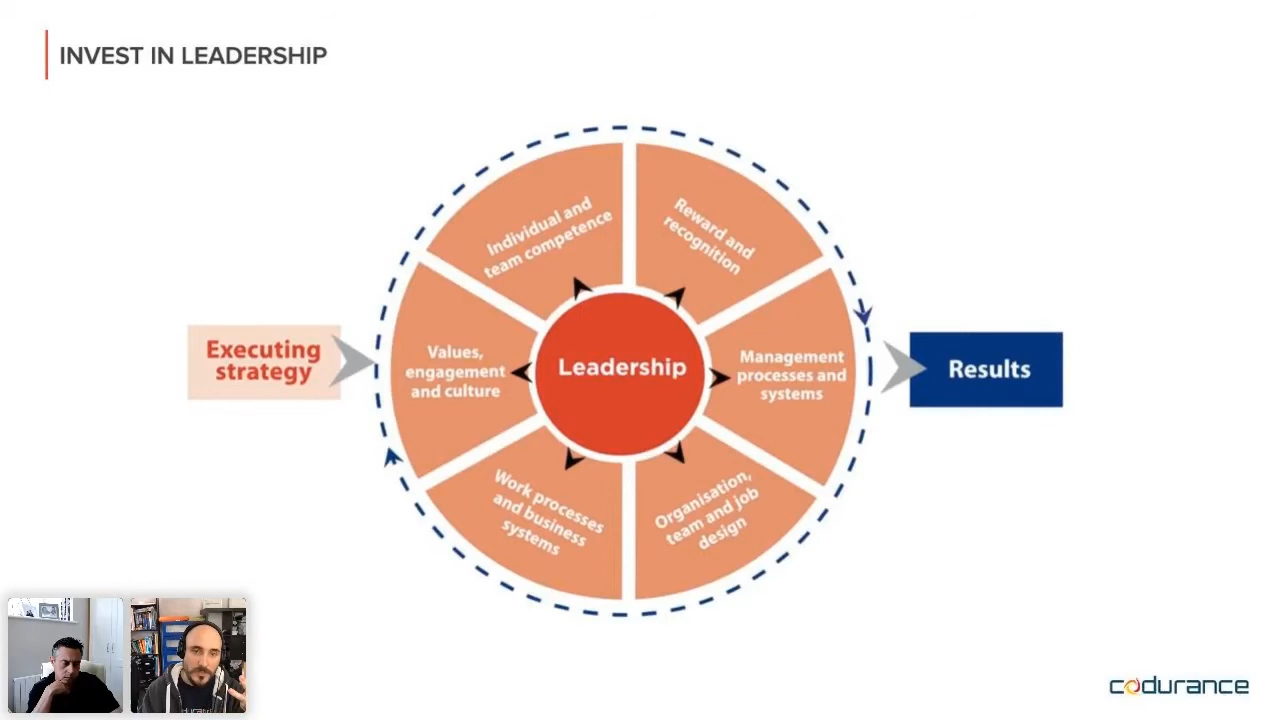 INVEST IN LEADERSHIP
Individual and
team competence
Reward and
recognition
Executing
strategy
Values,
engagement
and culture
Leadership
Management
processes and
systems
Results
Work processes
and business
systems
Organisation,
team and job
design
codurance